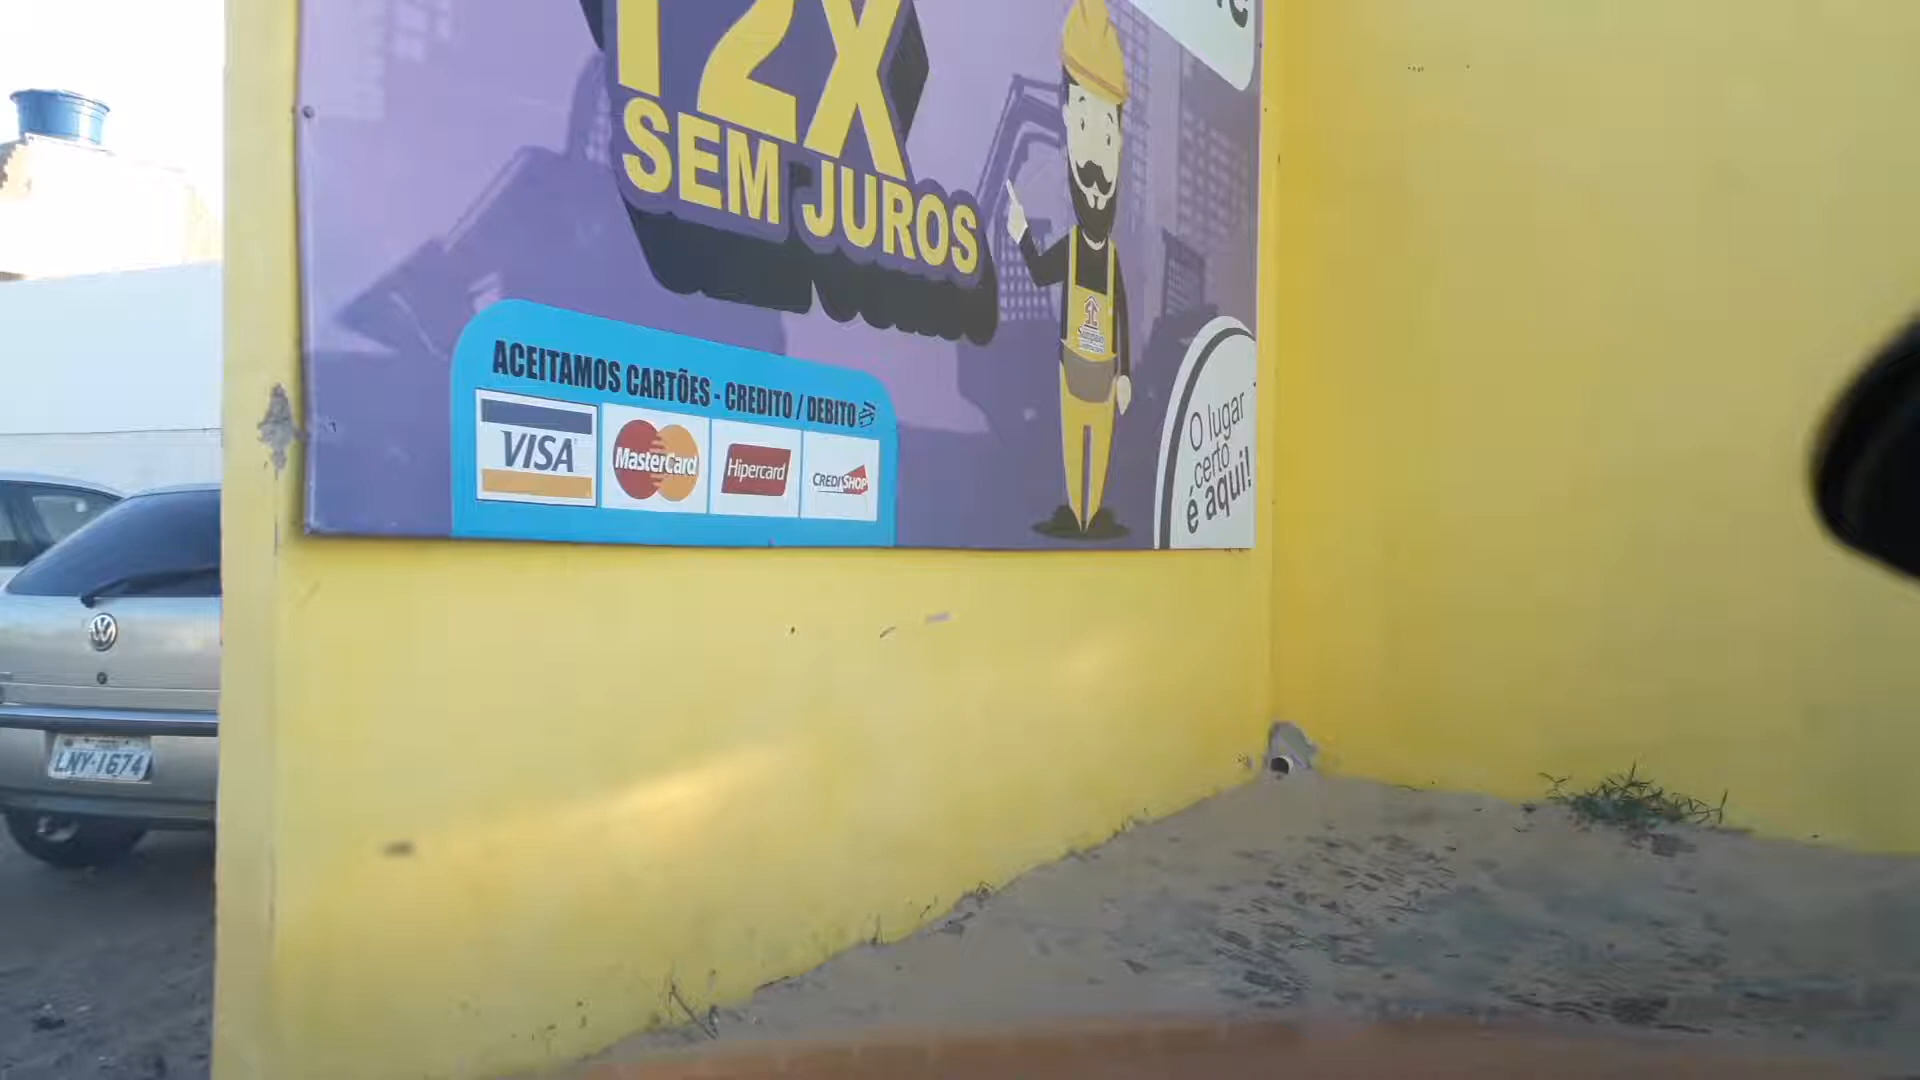 12X
SEM JUROS
ACEITAMOS CARTÕES - CREDITO / DEBITO
VISA
MasterCard
Hipercard
CREDISHOP
O lugar
certo
é aqui!
LNY-1674